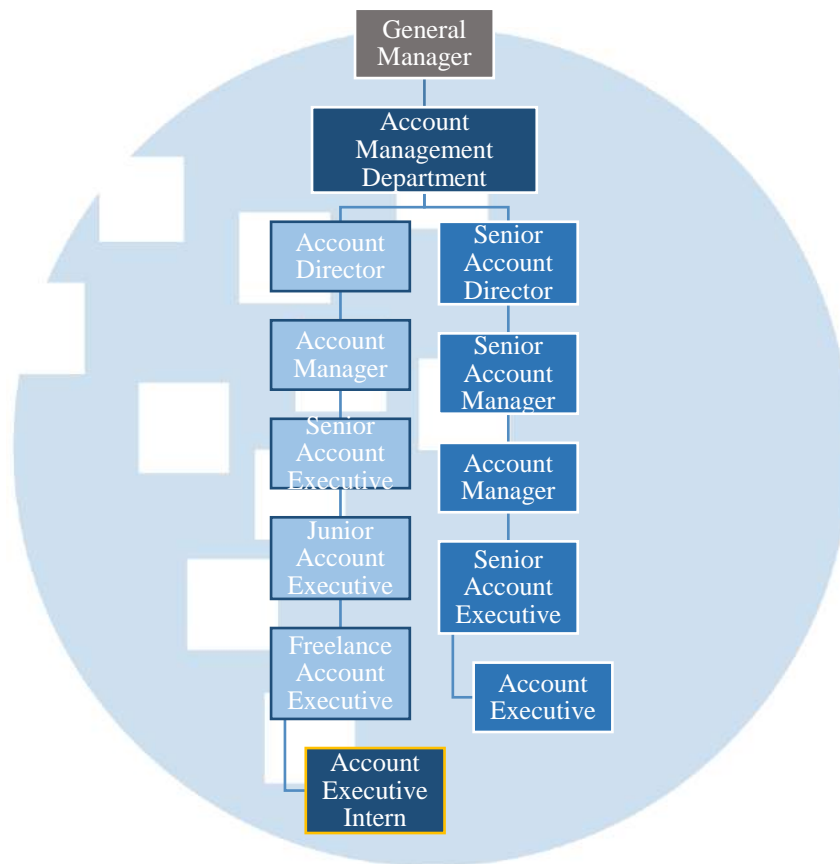 General
Manager
Account
Management
Department
Account
Director
Account
Manager
Senior
Account
Executive
Junior
Account
Executive
Freelance
Account
Executive
Account
Executive
Intern
Senior
Account
Director
Senior
Account
Manager
Account
Manager
Senior
Account
Executive
Account
Executive